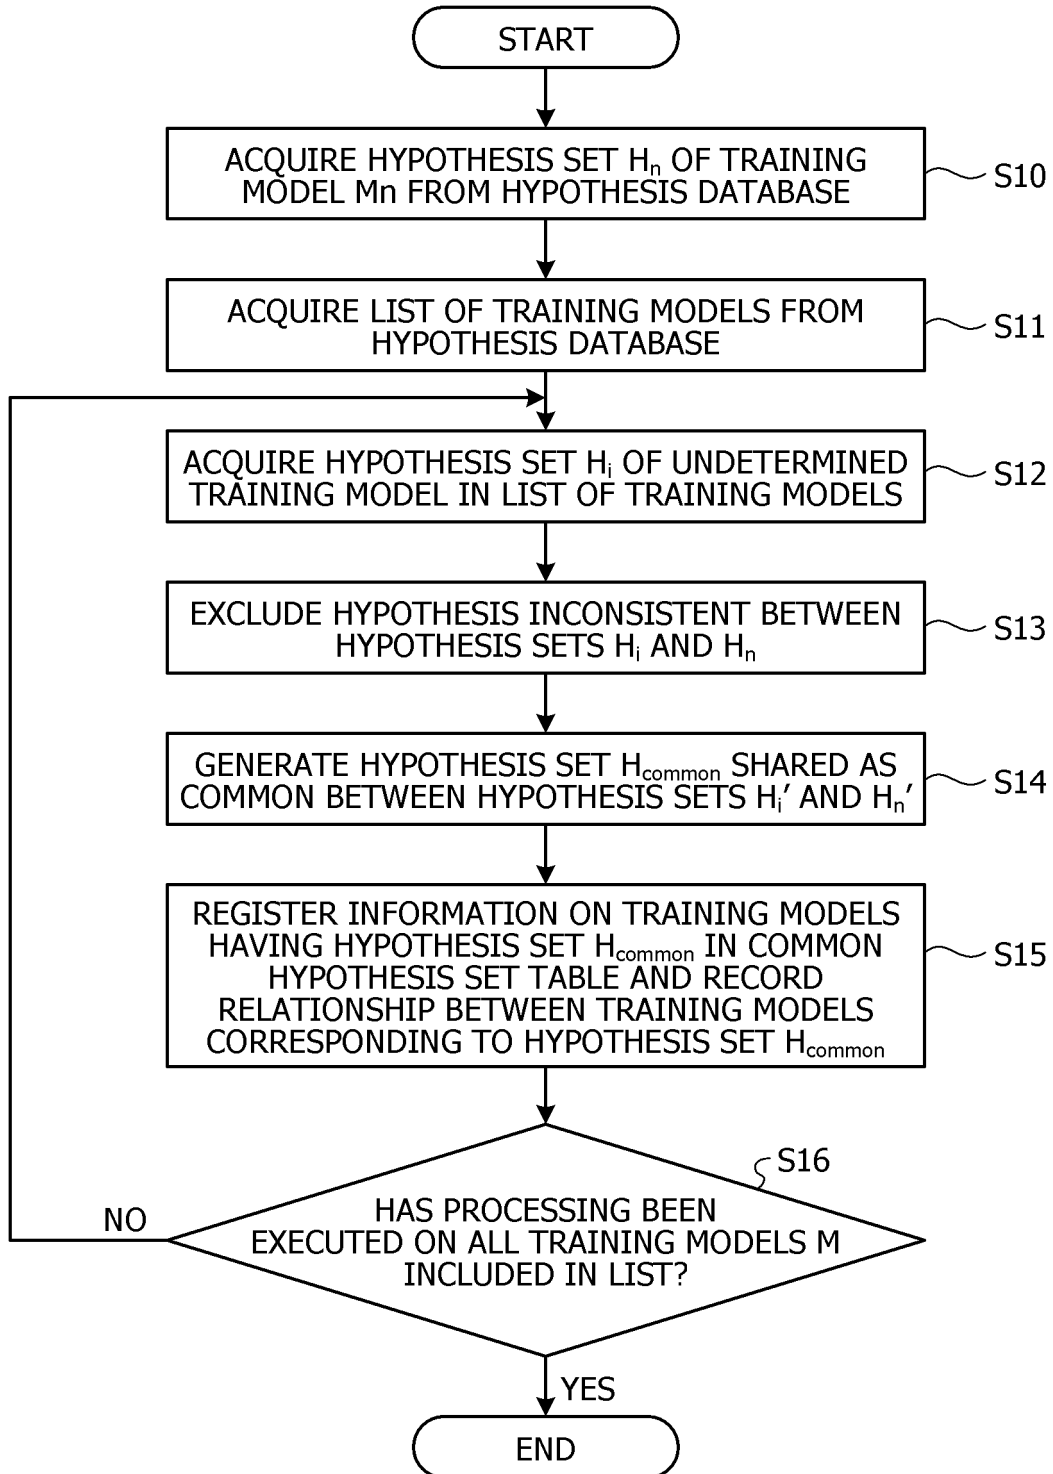 START
ACQUIRE HYPOTHESIS SET Hn OF TRAINING
MODEL Mn FROM HYPOTHESIS DATABASE
S10
ACQUIRE LIST OF TRAINING MODELS FROM
HYPOTHESIS DATABASE
S11
ACQUIRE HYPOTHESIS SET Hi OF UNDETERMINED
TRAINING MODEL IN LIST OF TRAINING MODELS
S12
EXCLUDE HYPOTHESIS INCONSISTENT BETWEEN
HYPOTHESIS SETS Hi AND Hn
S13
GENERATE HYPOTHESIS SET Hcommon SHARED AS
COMMON BETWEEN HYPOTHESIS SETS Hi' AND Hn'
S14
REGISTER INFORMATION ON TRAINING MODELS
HAVING HYPOTHESIS SET Hcommon IN COMMON
HYPOTHESIS SET TABLE AND RECORD
RELATIONSHIP BETWEEN TRAINING MODELS
CORRESPONDING TO HYPOTHESIS SET Hcommon
S15
S16
HAS PROCESSING BEEN
EXECUTED ON ALL TRAINING MODELS M
INCLUDED IN LIST?
NO
YES
END